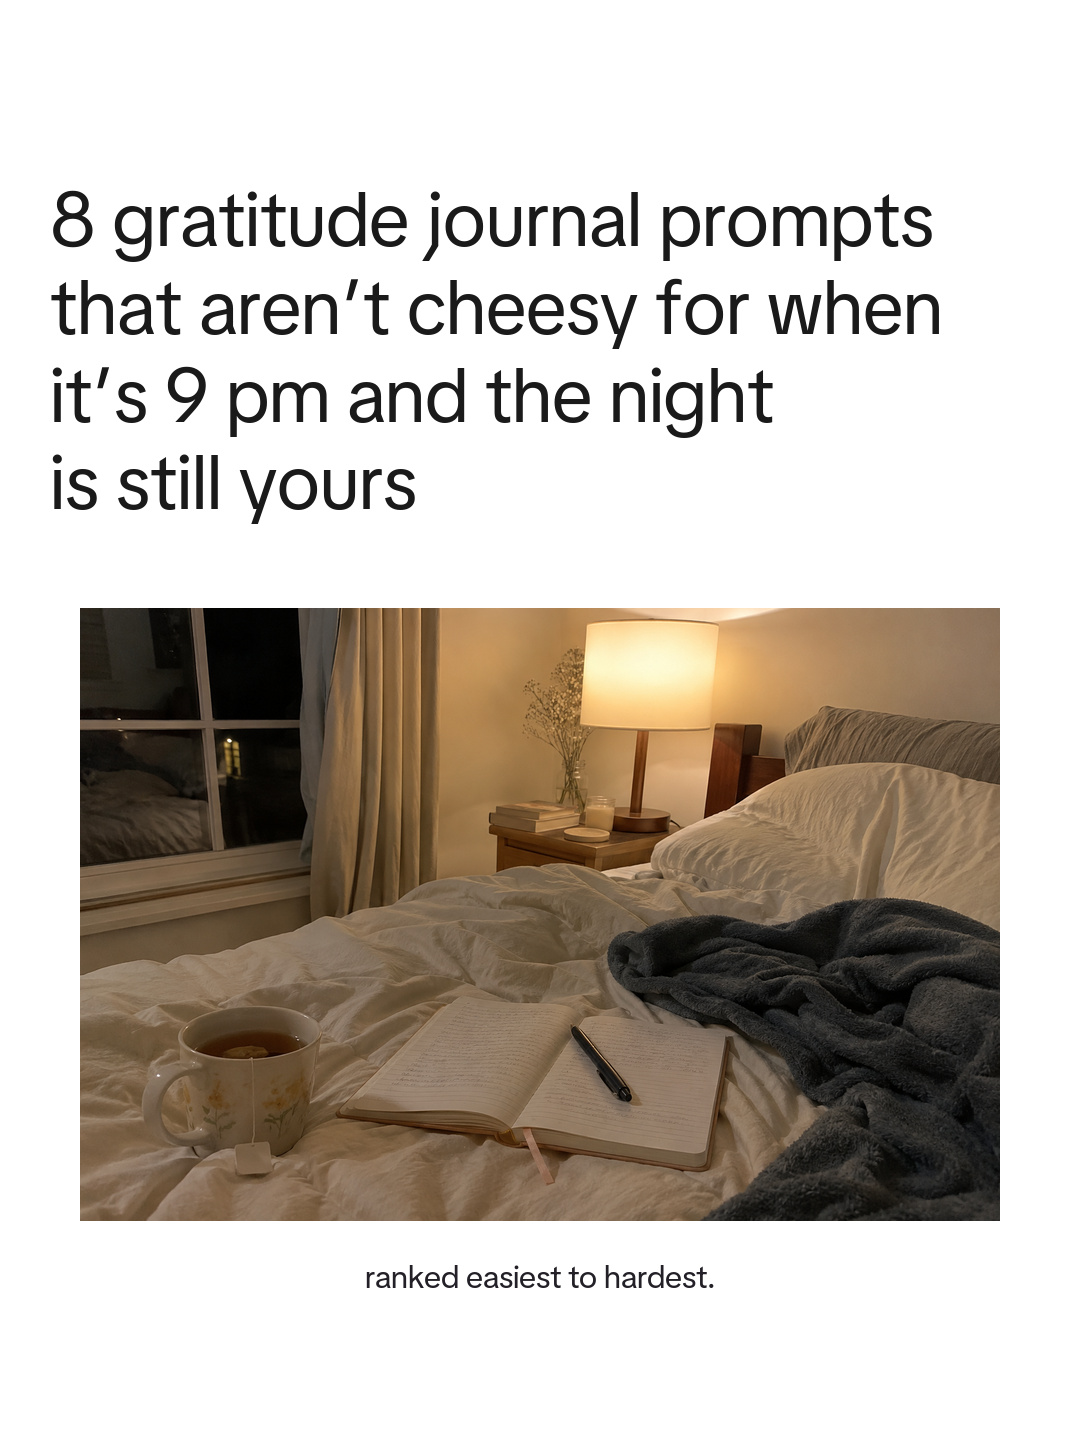 8 gratitude journal prompts
that aren’t cheesy for when
it’s 9 pm and the night
is still yours
ranked easiest to hardest.